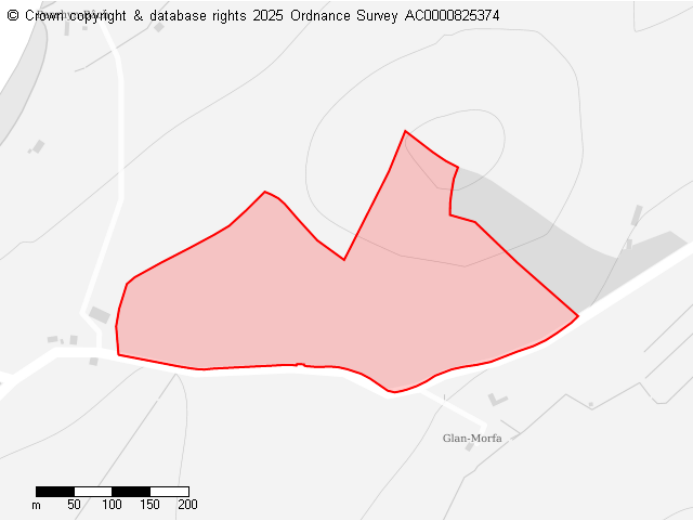 © Crown copyright & database rights 2025 Ordnance Survey AC0000825374
Glan-Morfa
m 50 100 150 200